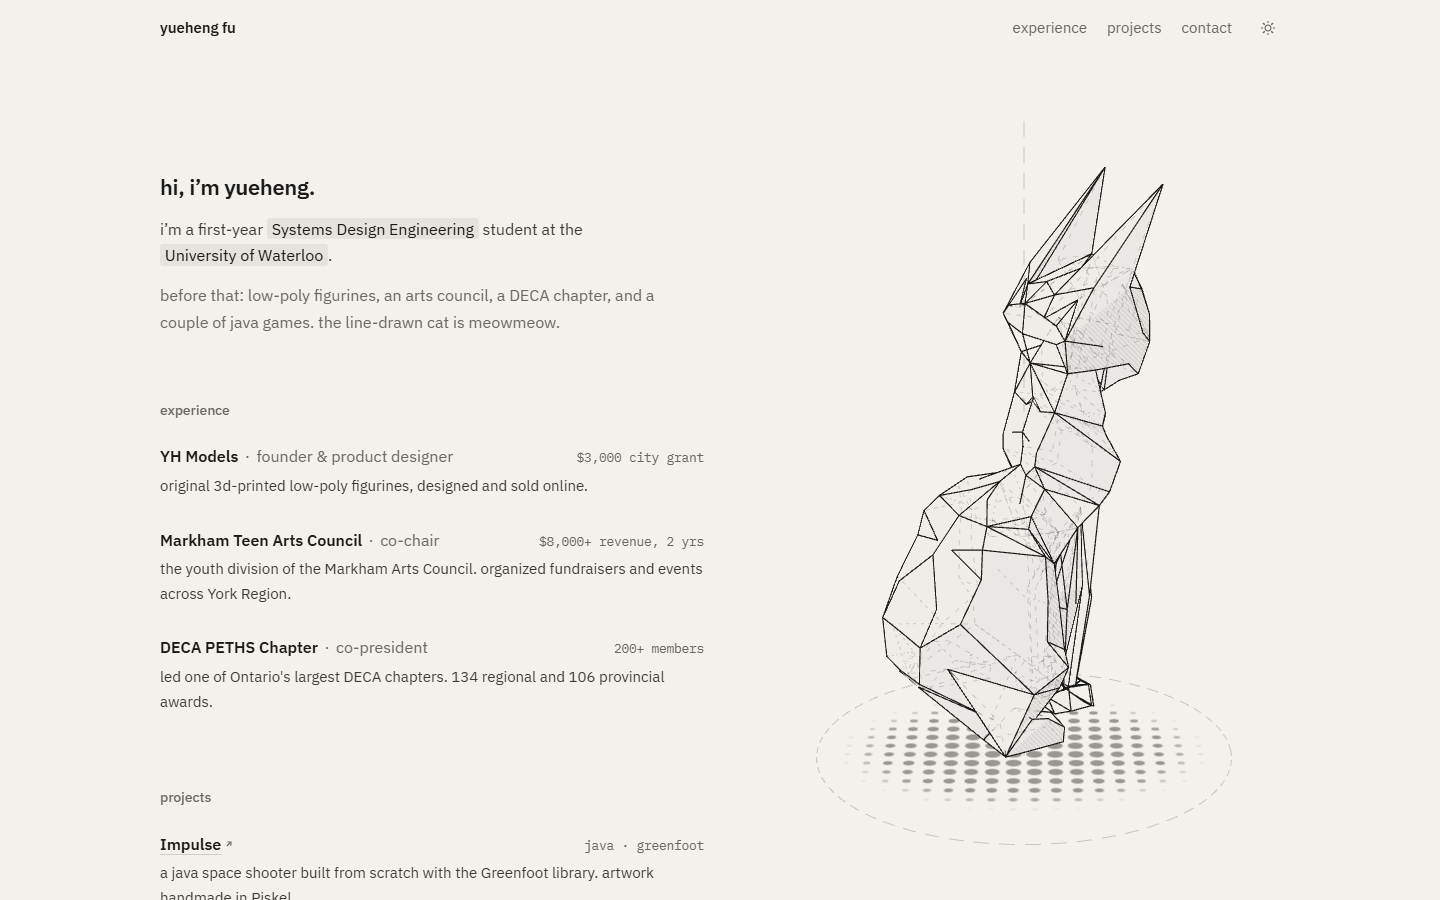 yueheng fu
experience projects contact
hi, i’m yueheng.
i’m a first-year Systems Design Engineering student at the
University of Waterloo.
before that: low-poly figurines, an arts council, a DECA chapter, and a
couple of java games. the line-drawn cat is meowmeow.
experience
YH Models · founder & product designer $3,000 city grant
original 3d-printed low-poly figurines, designed and sold online.
Markham Teen Arts Council · co-chair $8,000+ revenue, 2 yrs
the youth division of the Markham Arts Council. organized fundraisers and events
across York Region.
DECA PETHS Chapter · co-president 200+ members
led one of Ontario's largest DECA chapters. 134 regional and 106 provincial
awards.
projects
Impulse ↗ java · greenfoot
a java space shooter built from scratch with the Greenfoot library. artwork
handmade in Piskel.